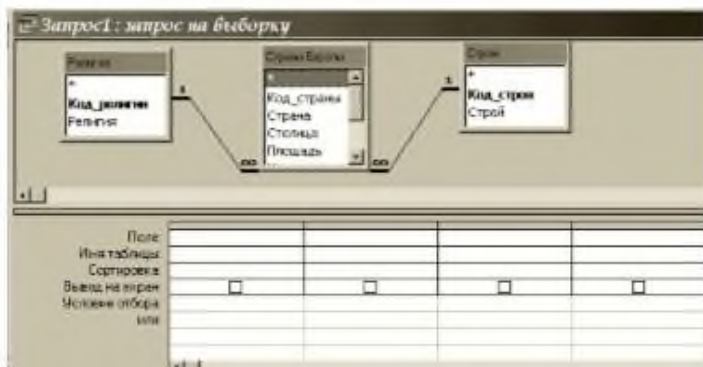 Запрос1 : запрос на выборку
Религия
*
Код_религии
Религия
1
∞
Страны Европы
*
Код_страны
Страна
Столица
Площадь
∞
1
Строи
*
Код_строя
Строй
Поле:
Имя таблицы:
Сортировка:
Вывод на экран:
Условие отбора:
или: